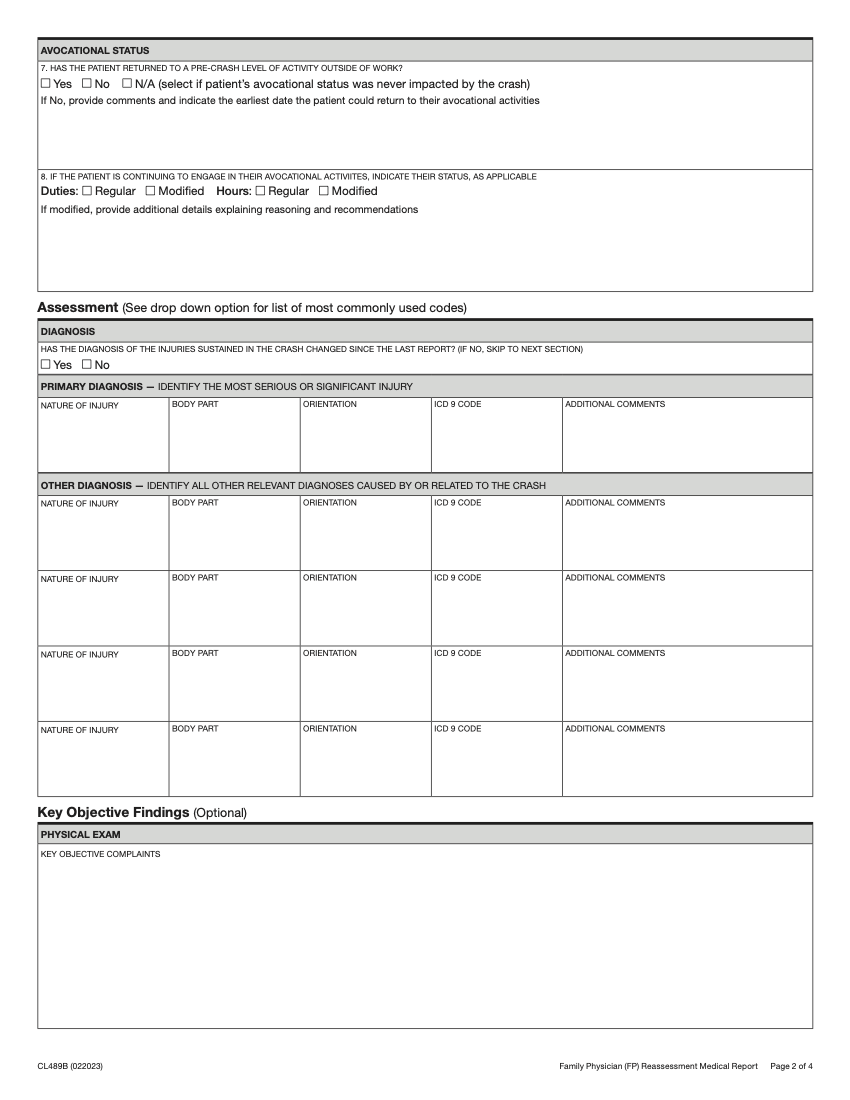 AVOCATIONAL STATUS
7. HAS THE PATIENT RETURNED TO A PRE-CRASH LEVEL OF ACTIVITY OUTSIDE OF WORK?
☐ Yes ☐ No ☐ N/A (select if patient's avocational status was never impacted by the crash)
If No, provide comments and indicate the earliest date the patient could return to their avocational activities
8. IF THE PATIENT IS CONTINUING TO ENGAGE IN THEIR AVOCATIONAL ACTIVIITES, INDICATE THEIR STATUS, AS APPLICABLE
Duties: ☐ Regular ☐ Modified Hours: ☐ Regular ☐ Modified
If modified, provide additional details explaining reasoning and recommendations
Assessment (See drop down option for list of most commonly used codes)
DIAGNOSIS
HAS THE DIAGNOSIS OF THE INJURIES SUSTAINED IN THE CRASH CHANGED SINCE THE LAST REPORT? (IF NO, SKIP TO NEXT SECTION)
☐ Yes ☐ No
PRIMARY DIAGNOSIS — IDENTIFY THE MOST SERIOUS OR SIGNIFICANT INJURY
NATURE OF INJURY BODY PART ORIENTATION ICD 9 CODE ADDITIONAL COMMENTS
OTHER DIAGNOSIS — IDENTIFY ALL OTHER RELEVANT DIAGNOSES CAUSED BY OR RELATED TO THE CRASH
NATURE OF INJURY BODY PART ORIENTATION ICD 9 CODE ADDITIONAL COMMENTS
NATURE OF INJURY BODY PART ORIENTATION ICD 9 CODE ADDITIONAL COMMENTS
NATURE OF INJURY BODY PART ORIENTATION ICD 9 CODE ADDITIONAL COMMENTS
NATURE OF INJURY BODY PART ORIENTATION ICD 9 CODE ADDITIONAL COMMENTS
Key Objective Findings (Optional)
PHYSICAL EXAM
KEY OBJECTIVE COMPLAINTS
CL489B (022023) Family Physician (FP) Reassessment Medical Report Page 2 of 4